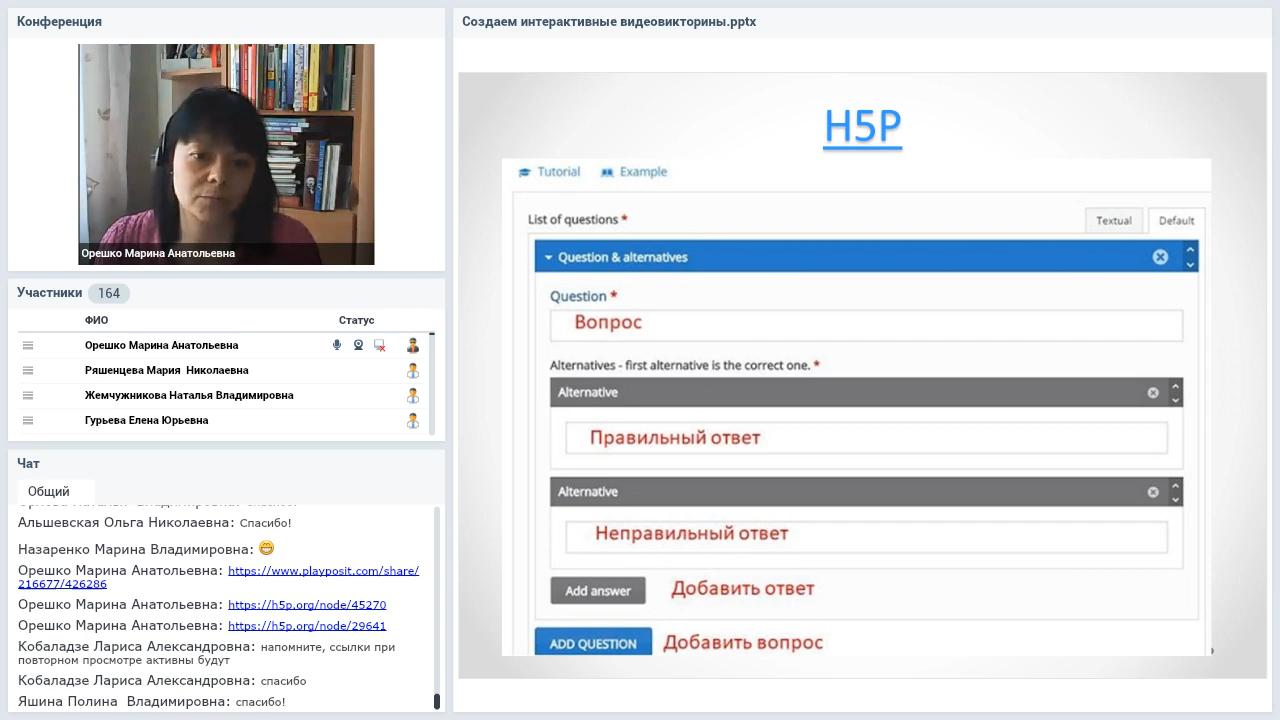 Конференция
Орешко Марина Анатольевна
Участники 164
ФИО Статус
Орешко Марина Анатольевна
Ряшенцева Мария Николаевна
Жемчужникова Наталья Владимировна
Гурьева Елена Юрьевна
Чат
Общий
Альшевская Ольга Николаевна: Спасибо!
Назаренко Марина Владимировна:
Орешко Марина Анатольевна: https://www.playposit.com/share/
216677/426286
Орешко Марина Анатольевна: https://h5p.org/node/45270
Орешко Марина Анатольевна: https://h5p.org/node/29641
Кобаладзе Лариса Александровна: напомните, ссылки при
повторном просмотре активны будут
Кобаладзе Лариса Александровна: спасибо
Яшина Полина Владимировна: спасибо!
Создаем интерактивные видеовикторины.pptx
H5P
Tutorial Example
List of questions *
Textual Default
Question & alternatives
Question *
Вопрос
Alternatives - first alternative is the correct one. *
Alternative
Правильный ответ
Alternative
Неправильный ответ
Add answer Добавить ответ
ADD QUESTION Добавить вопрос